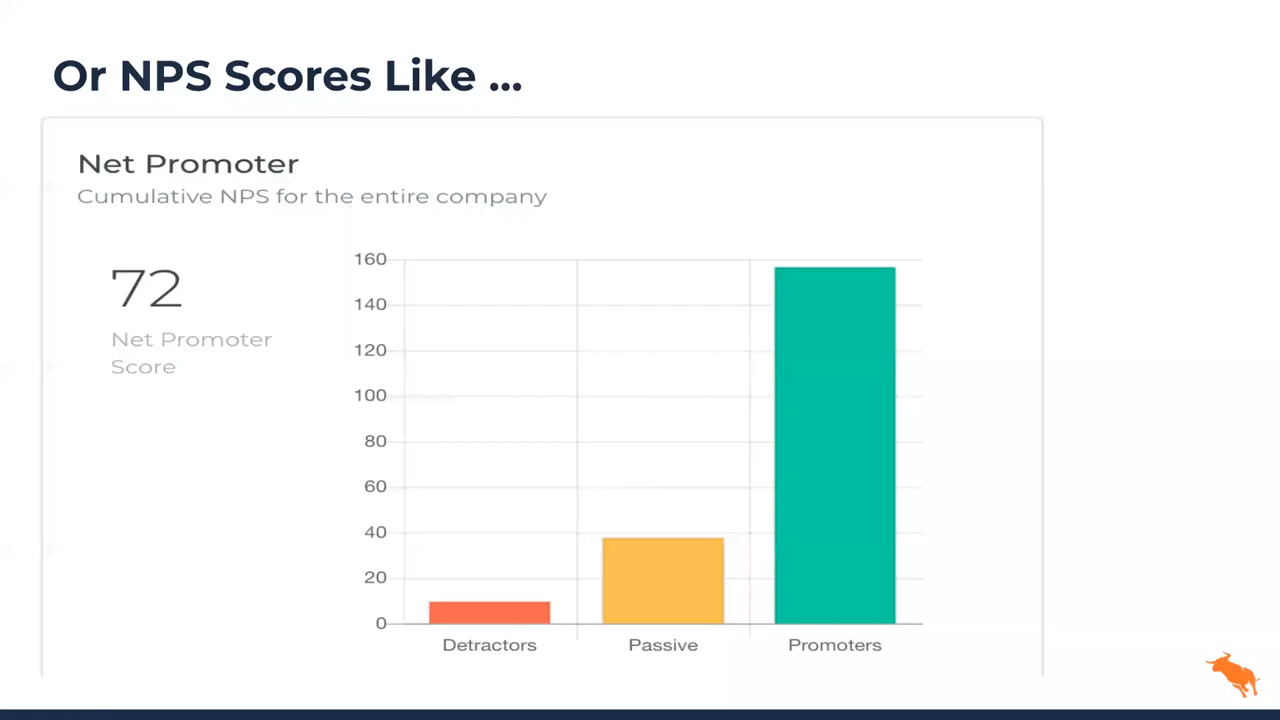 Or NPS Scores Like ...
Net Promoter
Cumulative NPS for the entire company
72
Net Promoter
Score
160
140
120
100
80
60
40
20
0
Detractors Passive Promoters